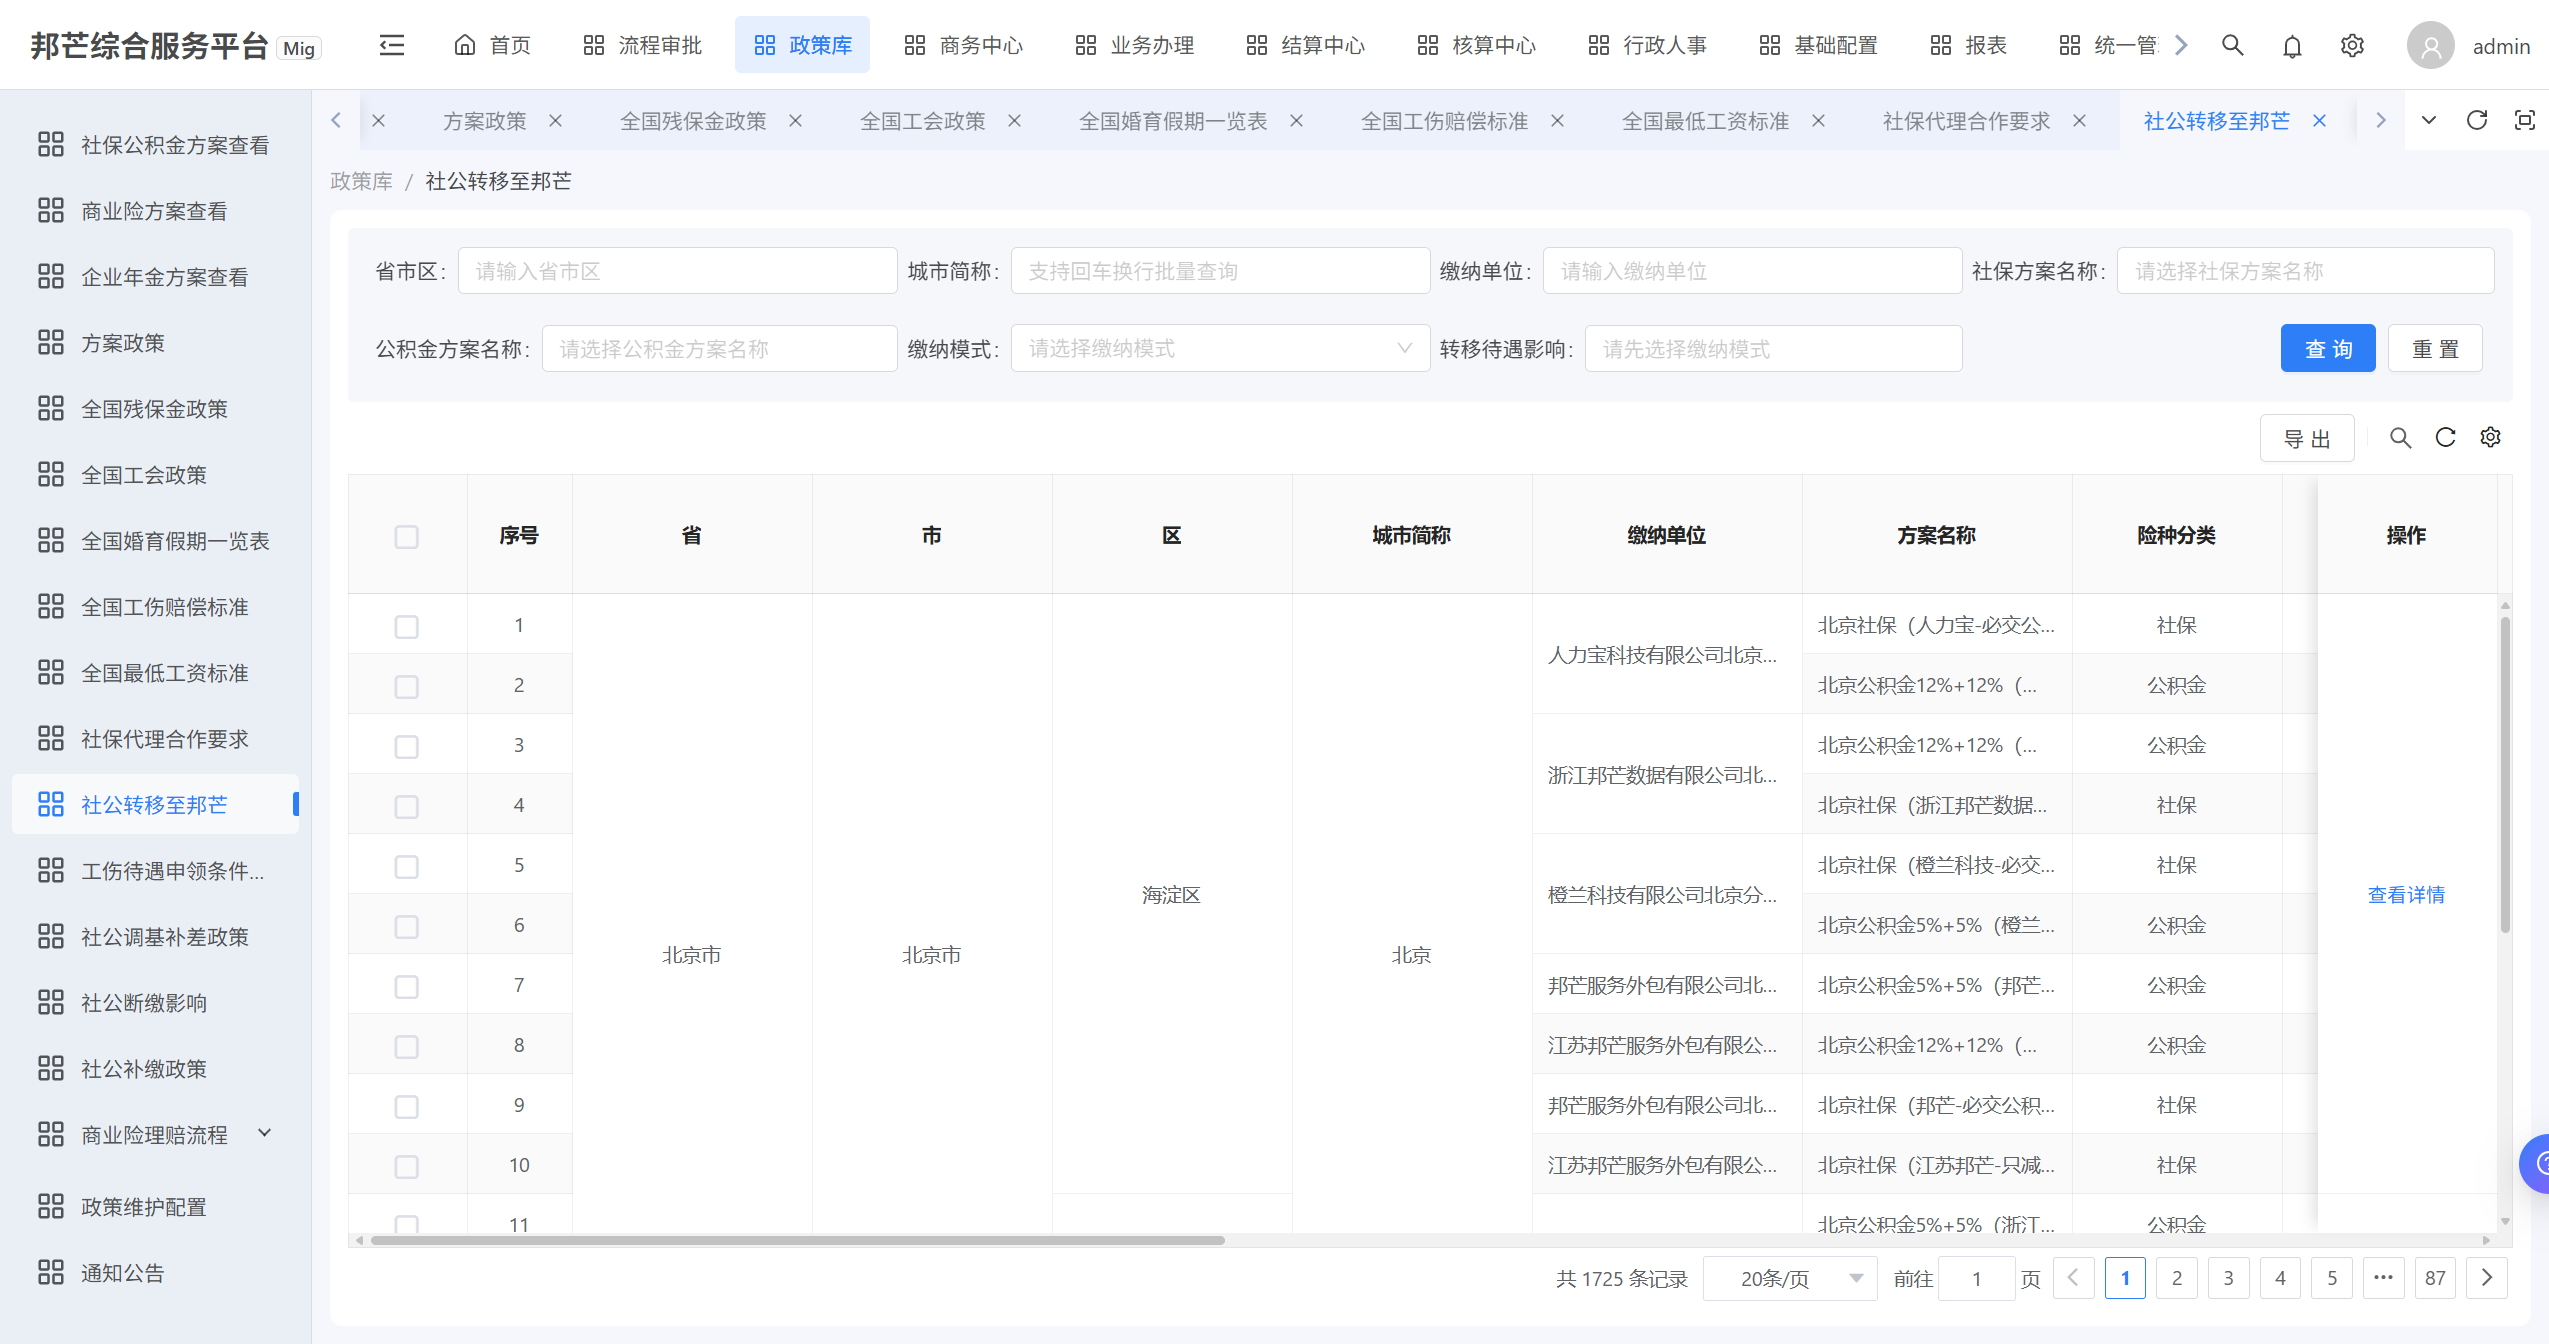 邦芒综合服务平台 Mig
首页 流程审批 政策库 商务中心 业务办理 结算中心 核算中心 行政人事 基础配置 报表 统一管
admin
方案政策 全国残保金政策 全国工会政策 全国婚育假期一览表 全国工伤赔偿标准 全国最低工资标准 社保代理合作要求 社公转移至邦芒
政策库 / 社公转移至邦芒
社保公积金方案查看
商业险方案查看
企业年金方案查看
方案政策
全国残保金政策
全国工会政策
全国婚育假期一览表
全国工伤赔偿标准
全国最低工资标准
社保代理合作要求
社公转移至邦芒
工伤待遇申领条件...
社公调基补差政策
社公断缴影响
社公补缴政策
商业险理赔流程
政策维护配置
通知公告
省市区: 请输入省市区 城市简称: 支持回车换行批量查询 缴纳单位: 请输入缴纳单位 社保方案名称: 请选择社保方案名称
公积金方案名称: 请选择公积金方案名称 缴纳模式: 请选择缴纳模式 转移待遇影响: 请先选择缴纳模式 查 询 重 置
导 出
序号 省 市 区 城市简称 缴纳单位 方案名称 险种分类 操作
1 北京社保（人力宝-必交公... 社保
人力宝科技有限公司北京...
2 北京公积金12%+12%（... 公积金
3 北京公积金12%+12%（... 公积金
浙江邦芒数据有限公司北...
4 北京社保（浙江邦芒数据... 社保
5 北京社保（橙兰科技-必交... 社保
海淀区 橙兰科技有限公司北京分... 查看详情
6 北京公积金5%+5%（橙兰... 公积金
北京市 北京市 北京
7 邦芒服务外包有限公司北... 北京公积金5%+5%（邦芒... 公积金
8 江苏邦芒服务外包有限公... 北京公积金12%+12%（... 公积金
9 邦芒服务外包有限公司北... 北京社保（邦芒-必交公积... 社保
10 江苏邦芒服务外包有限公... 北京社保（江苏邦芒-只减... 社保
11 北京公积金5%+5%（浙江... 公积金
共 1725 条记录 20条/页 前往 1 页 1 2 3 4 5 ••• 87